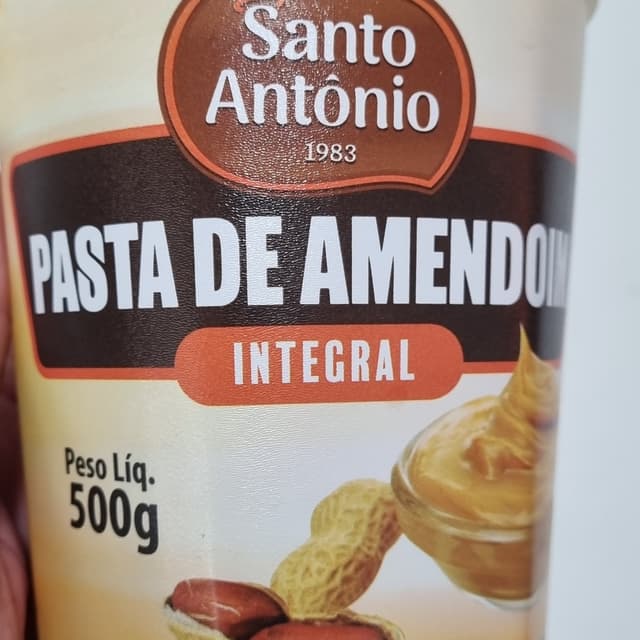 Santo
Antônio
1983
PASTA DE AMENDOIM
INTEGRAL
Peso Líq.
500g